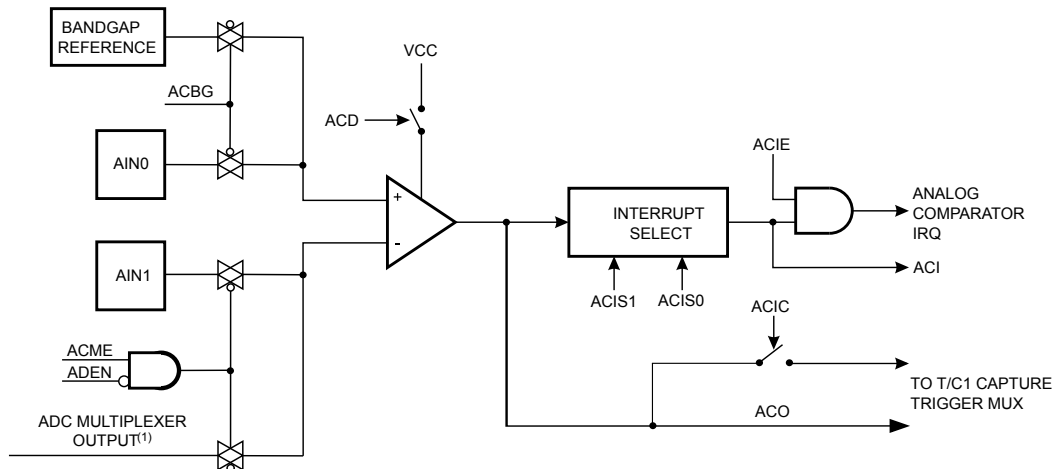 BANDGAP
REFERENCE
VCC
ACBG
ACD
AIN0
ACIE
+
-
INTERRUPT
SELECT
ANALOG
COMPARATOR
IRQ
AIN1
ACI
ACIS1
ACIS0
ACIC
ACME
ADEN
TO T/C1 CAPTURE
TRIGGER MUX
ACO
ADC MULTIPLEXER
OUTPUT(1)